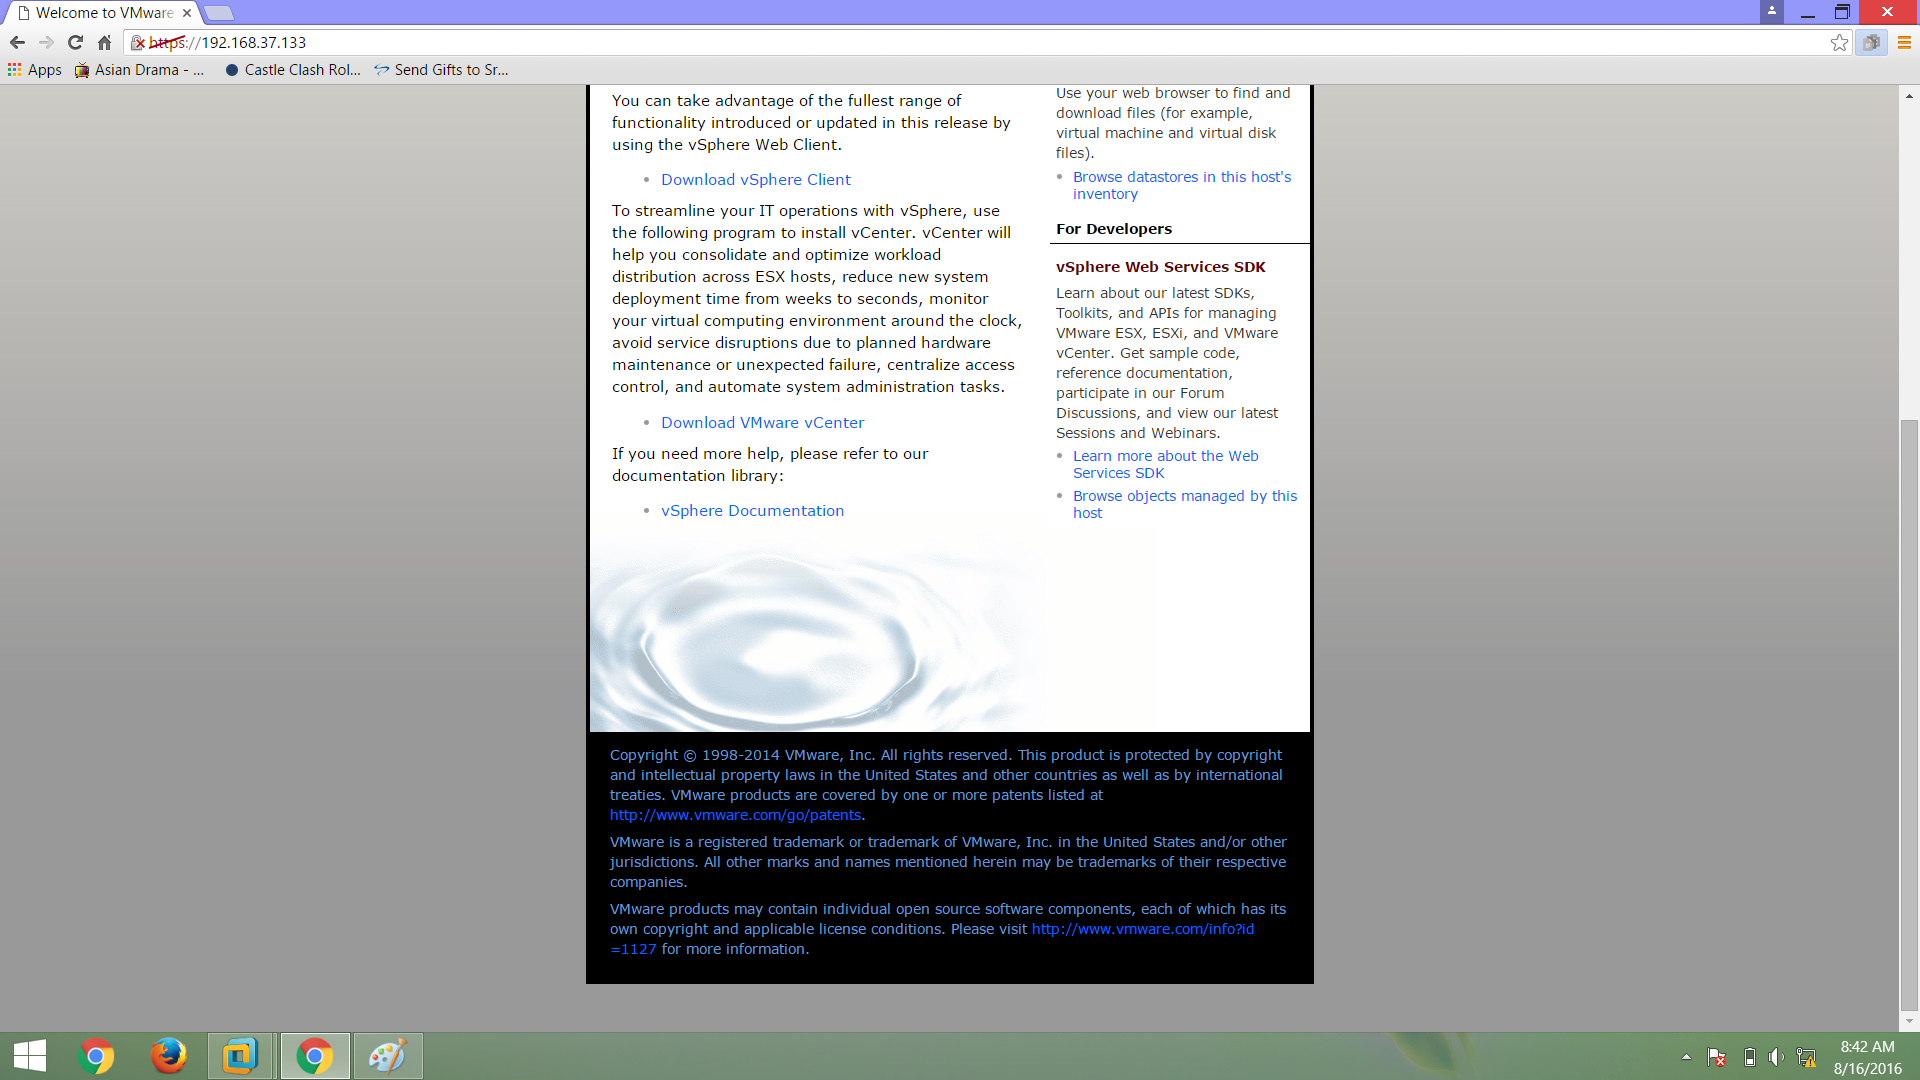 Welcome to VMware
https://192.168.37.133
Apps
Asian Drama - ...
Castle Clash Rol...
Send Gifts to Sr...
You can take advantage of the fullest range of
functionality introduced or updated in this release by
using the vSphere Web Client.
Download vSphere Client
To streamline your IT operations with vSphere, use
the following program to install vCenter. vCenter will
help you consolidate and optimize workload
distribution across ESX hosts, reduce new system
deployment time from weeks to seconds, monitor
your virtual computing environment around the clock,
avoid service disruptions due to planned hardware
maintenance or unexpected failure, centralize access
control, and automate system administration tasks.
Download VMware vCenter
If you need more help, please refer to our
documentation library:
vSphere Documentation
Use your web browser to find and
download files (for example,
virtual machine and virtual disk
files).
Browse datastores in this host's
inventory
For Developers
vSphere Web Services SDK
Learn about our latest SDKs,
Toolkits, and APIs for managing
VMware ESX, ESXi, and VMware
vCenter. Get sample code,
reference documentation,
participate in our Forum
Discussions, and view our latest
Sessions and Webinars.
Learn more about the Web
Services SDK
Browse objects managed by this
host
Copyright © 1998-2014 VMware, Inc. All rights reserved. This product is protected by copyright
and intellectual property laws in the United States and other countries as well as by international
treaties. VMware products are covered by one or more patents listed at
http://www.vmware.com/go/patents.
VMware is a registered trademark or trademark of VMware, Inc. in the United States and/or other
jurisdictions. All other marks and names mentioned herein may be trademarks of their respective
companies.
VMware products may contain individual open source software components, each of which has its
own copyright and applicable license conditions. Please visit http://www.vmware.com/info?id
=1127 for more information.
8:42 AM
8/16/2016